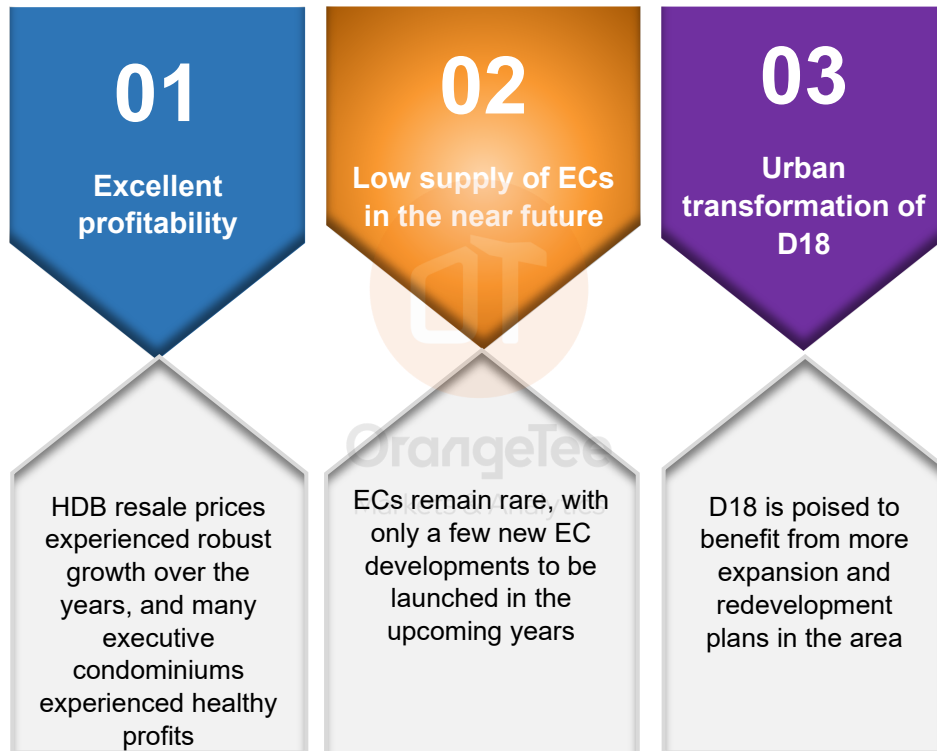 01
Excellent
profitability
HDB resale prices
experienced robust
growth over the
years, and many
executive
condominiums
experienced healthy
profits
02
Low supply of ECs
in the near future
ECs remain rare, with
only a few new EC
developments to be
launched in the
upcoming years
03
Urban
transformation of
D18
D18 is poised to
benefit from more
expansion and
redevelopment
plans in the area
OrangeTee
Markets & Analytics